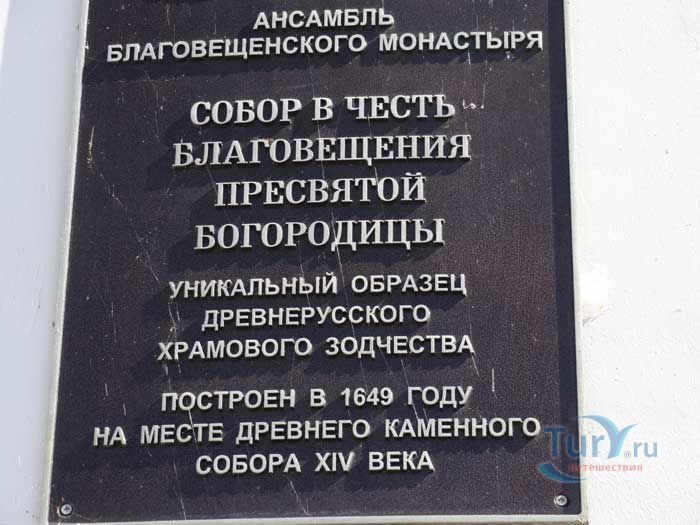 АНСАМБЛЬ
БЛАГОВЕЩЕНСКОГО МОНАСТЫРЯ
СОБОР В ЧЕСТЬ
БЛАГОВЕЩЕНИЯ
ПРЕСВЯТОЙ
БОГОРОДИЦЫ
УНИКАЛЬНЫЙ ОБРАЗЕЦ
ДРЕВНЕРУССКОГО
ХРАМОВОГО ЗОДЧЕСТВА
ПОСТРОЕН В 1649 ГОДУ
НА МЕСТЕ ДРЕВНЕГО КАМЕННОГО
СОБОРА XIV ВЕКА
TurY.ru
путешествия